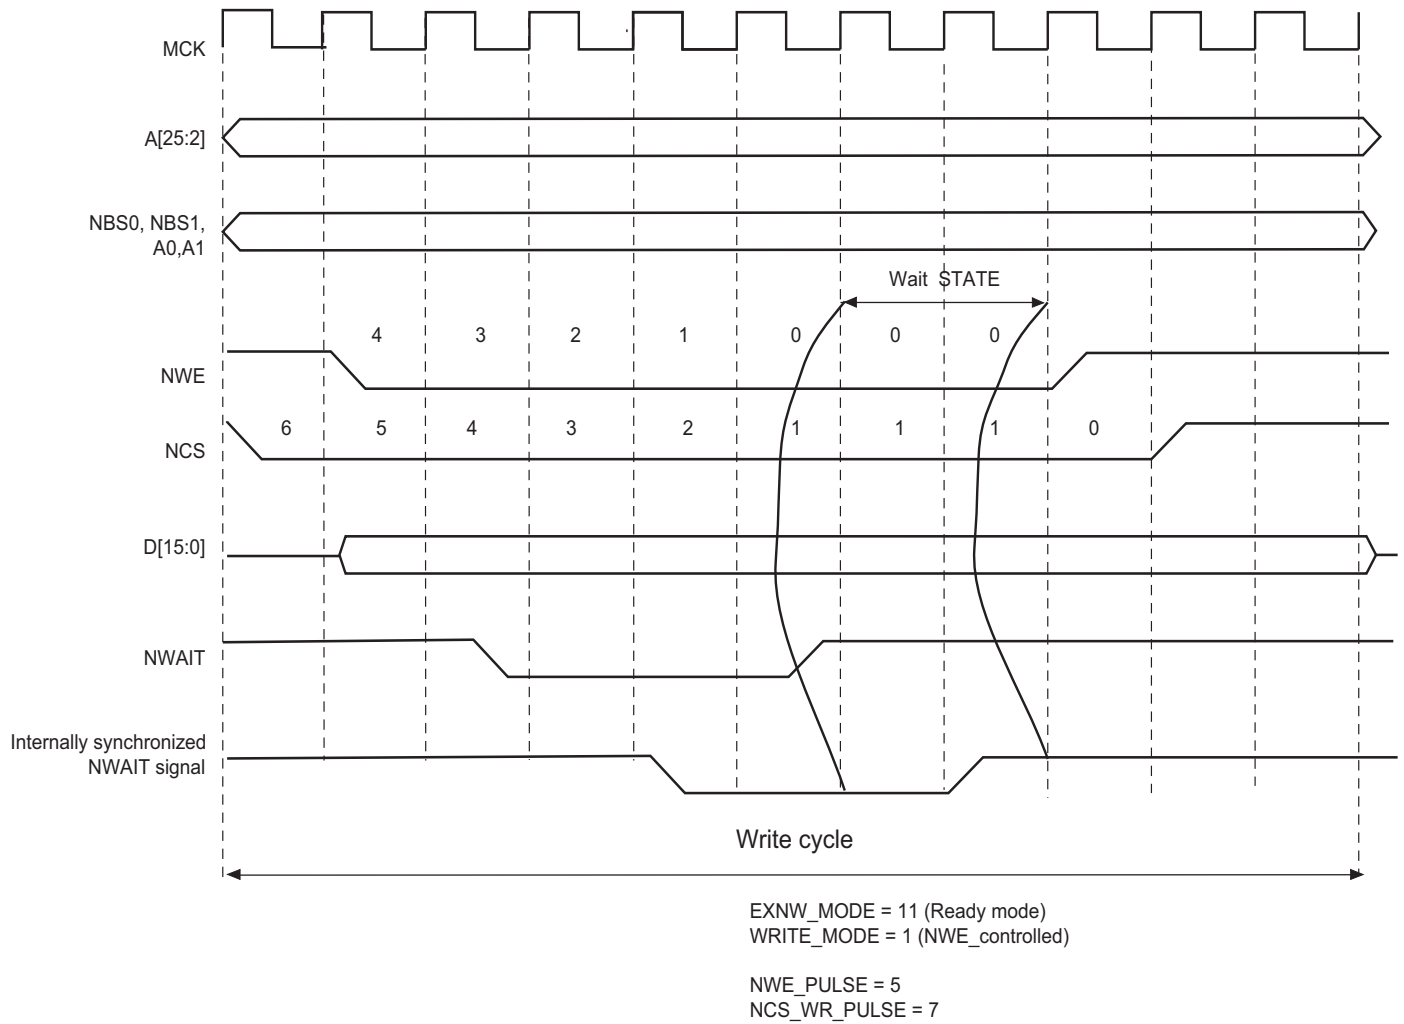 MCK
A[25:2]
NBS0, NBS1,
A0,A1
Wait STATE
4 3 2 1 0 0 0
NWE
6 5 4 3 2 1 1 1 0
NCS
D[15:0]
NWAIT
Internally synchronized
NWAIT signal
Write cycle
EXNW_MODE = 11 (Ready mode)
WRITE_MODE = 1 (NWE_controlled)
NWE_PULSE = 5
NCS_WR_PULSE = 7